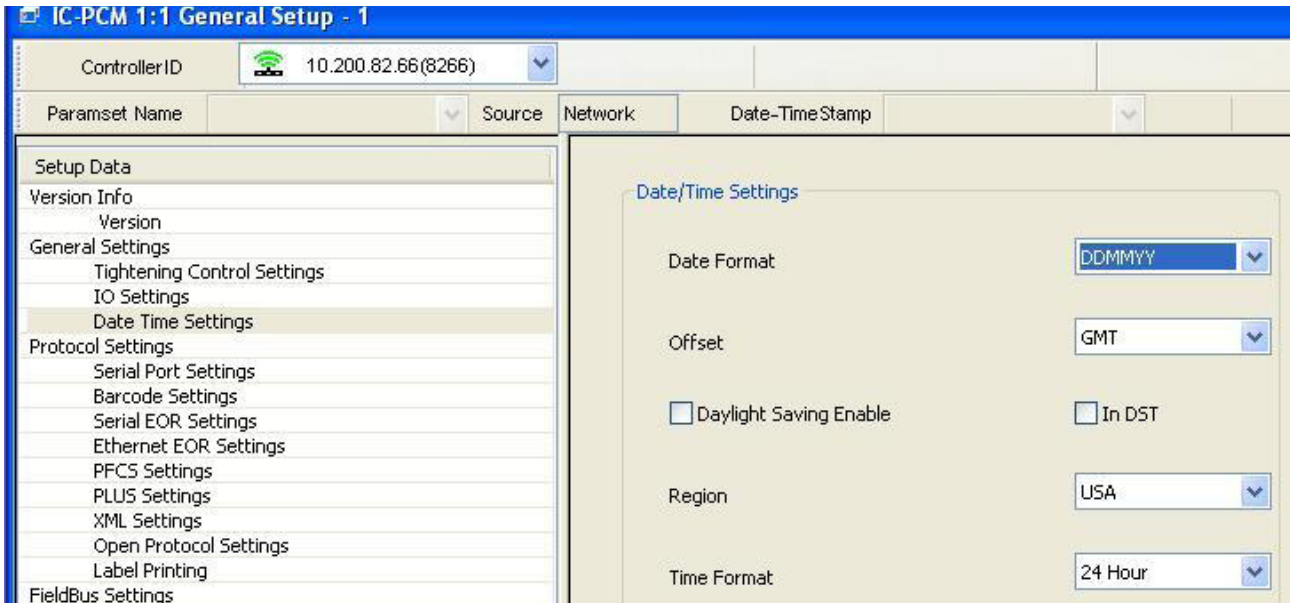 IC-PCM 1:1 General Setup - 1
ControllerID 10.200.82.66(8266)
Paramset Name Source Network Date-TimeStamp
Setup Data
Version Info
Version
General Settings
Tightening Control Settings
IO Settings
Date Time Settings
Protocol Settings
Serial Port Settings
Barcode Settings
Serial EOR Settings
Ethernet EOR Settings
PFCS Settings
PLUS Settings
XML Settings
Open Protocol Settings
Label Printing
FieldBus Settings
Date/Time Settings
Date Format DDMMYY
Offset GMT
Daylight Saving Enable In DST
Region USA
Time Format 24 Hour